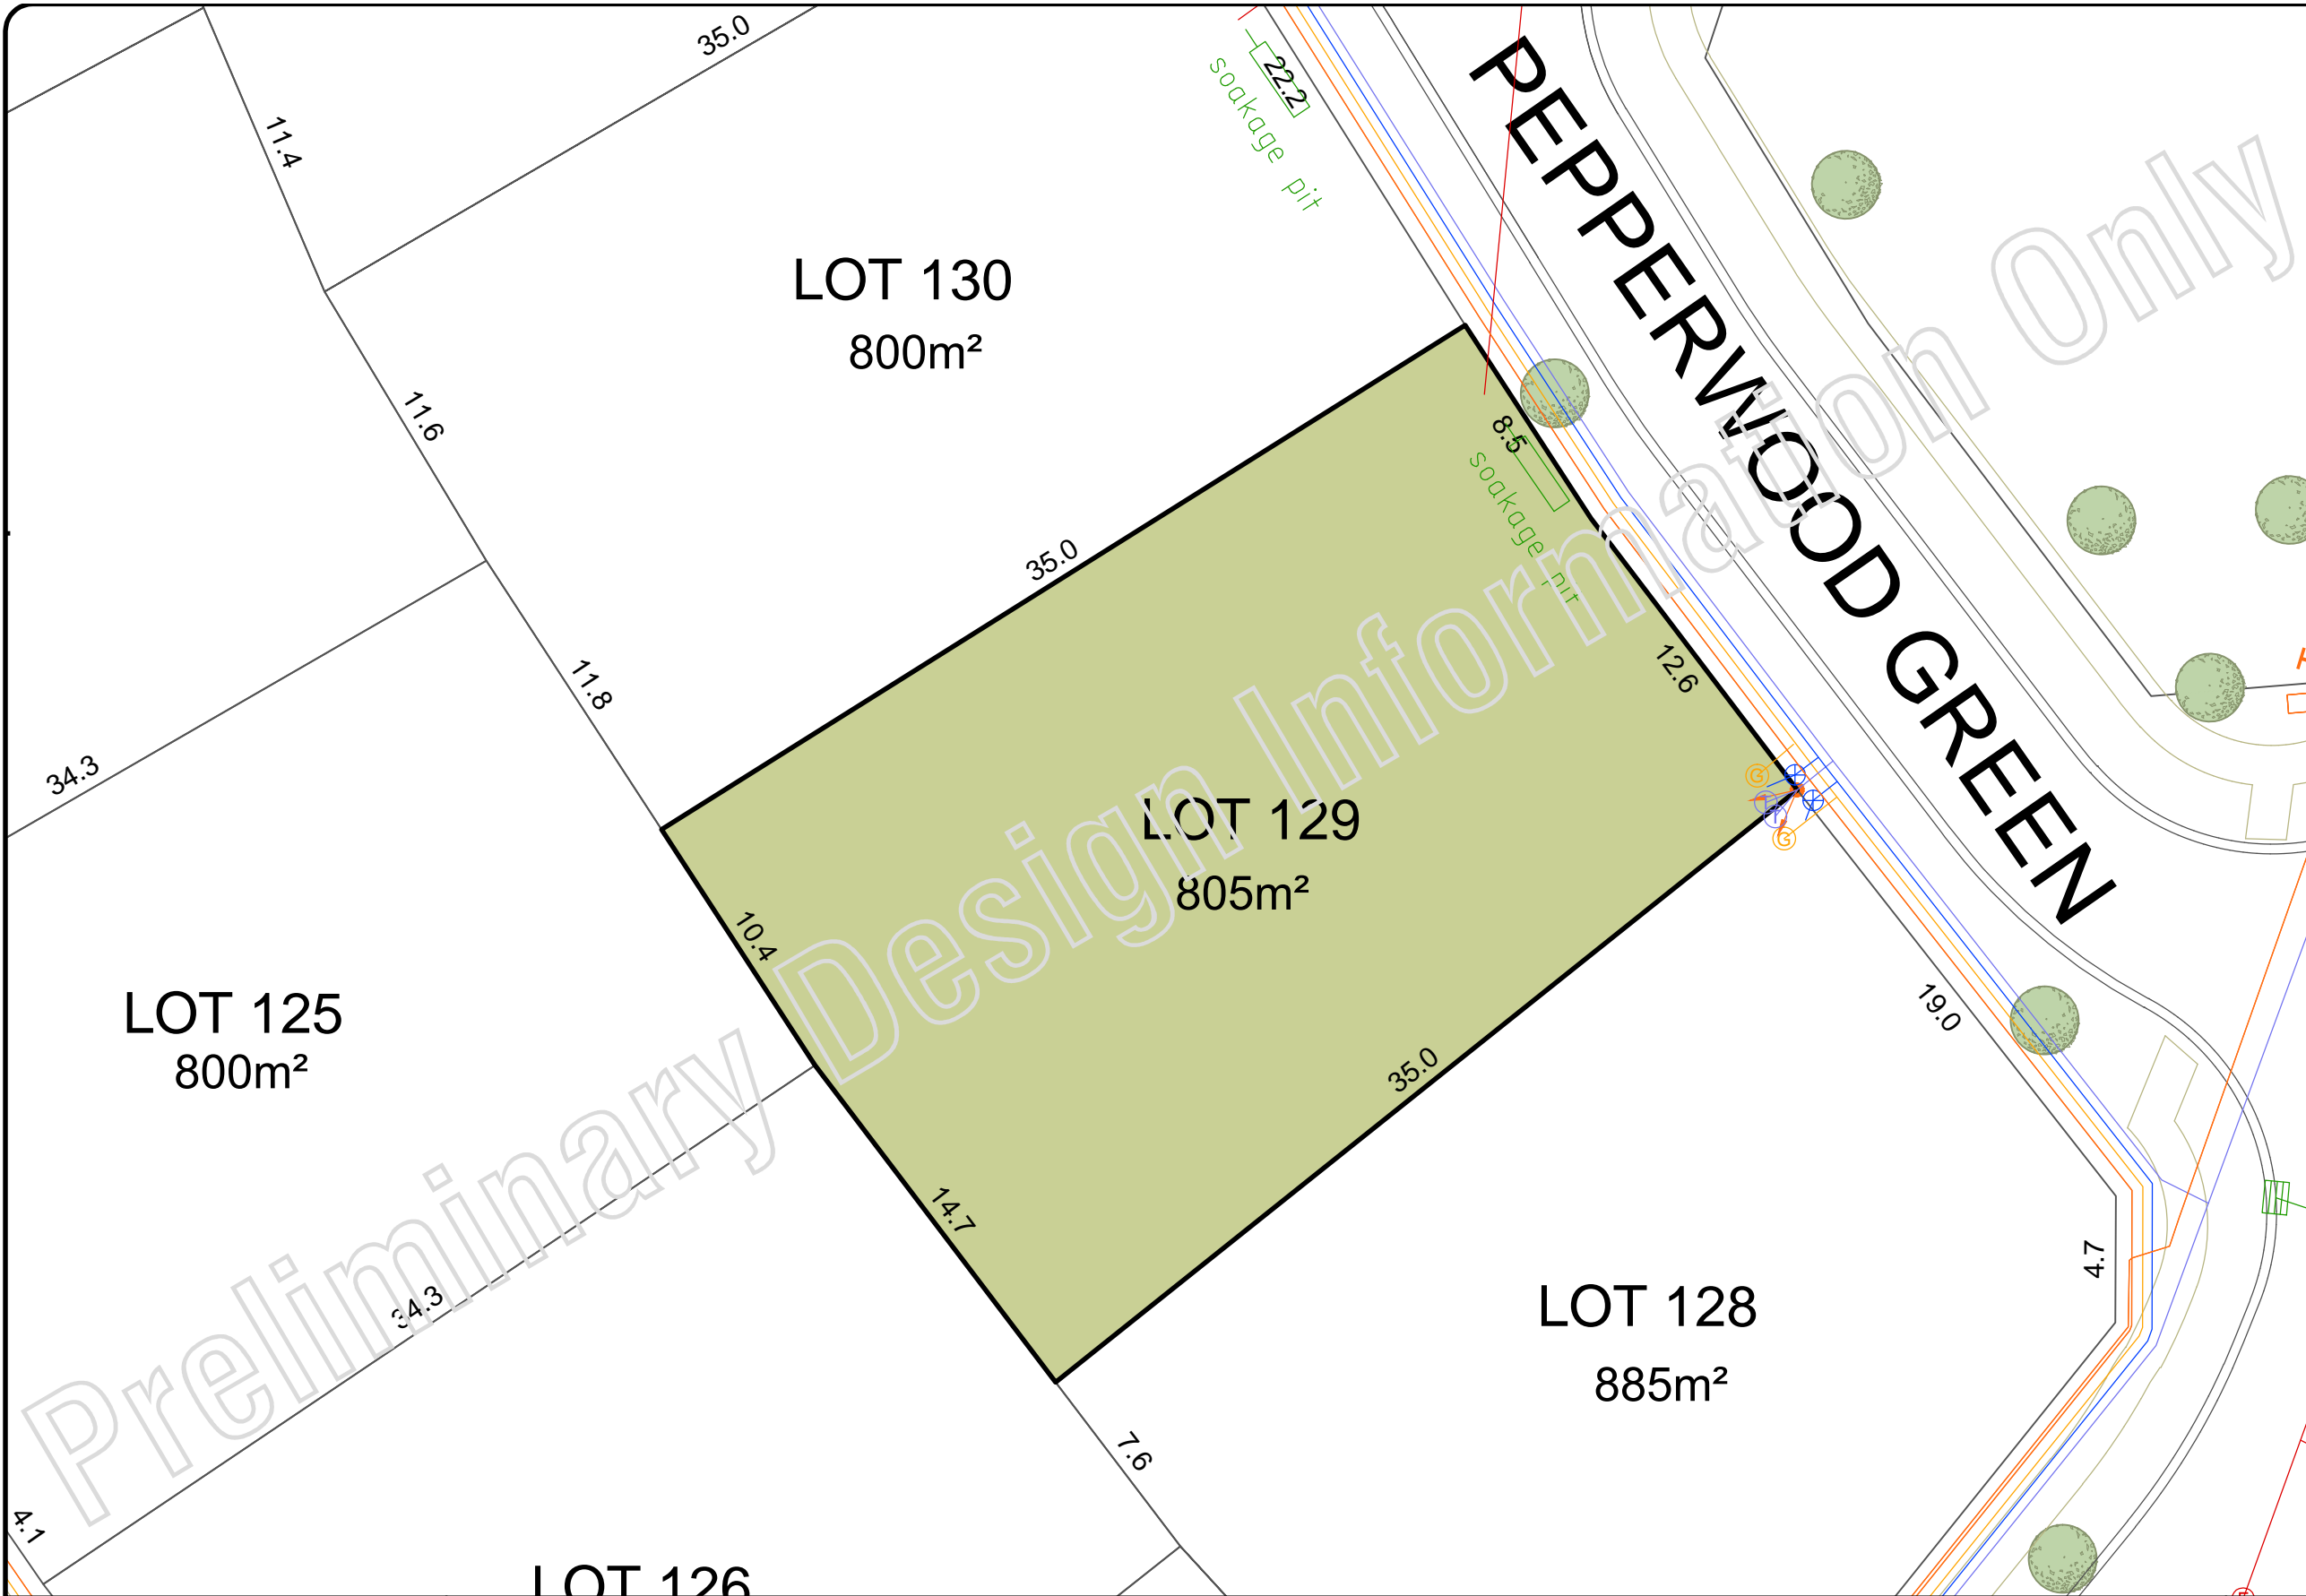 35.0
22.2
soakage pit
11.4
PEPPERWOOD GREEN
LOT 130
800m²
11.6
8.5
soakage pit
35.0
11.8
12.6
34.3
G
LOT 129
805m²
G
10.4
LOT 125
800m²
19.0
35.0
14.7
34.3
4.7
LOT 128
885m²
7.6
4.1
LOT 126
Preliminary Design Information Only